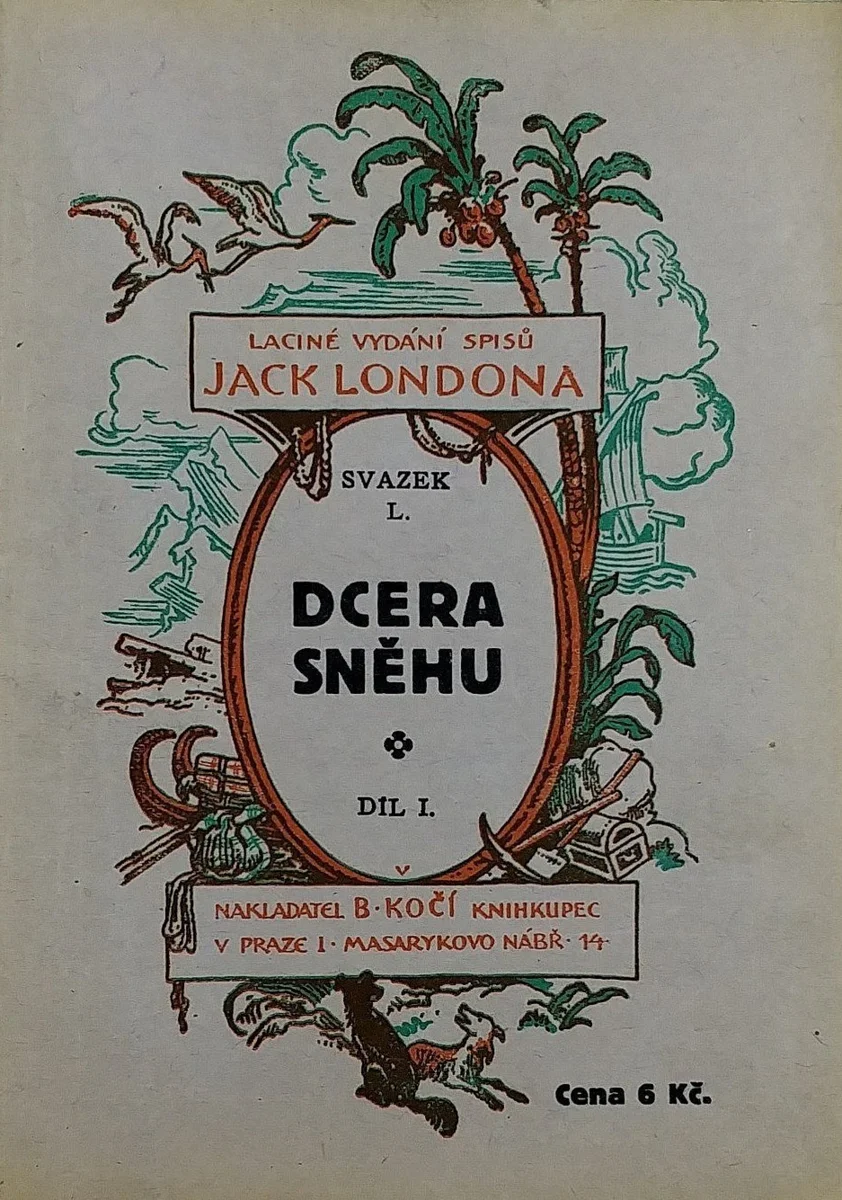 LACINÉ VYDÁNÍ SPISŮ
JACK LONDONA
SVAZEK
L.
DCERA
SNĚHU
DÍL I.
NAKLADATEL B·KOČÍ KNIHKUPEC
V PRAZE I· MASARYKOVO NÁBŘ· 14
Cena 6 Kč.